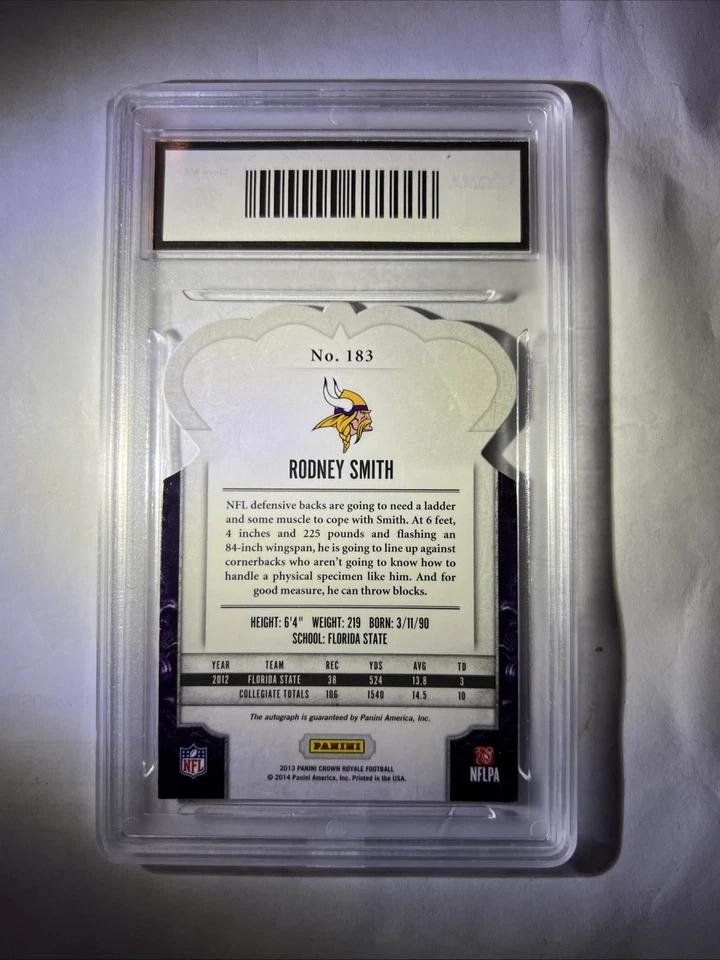 No. 183
RODNEY SMITH
NFL defensive backs are going to need a ladder
and some muscle to cope with Smith. At 6 feet,
4 inches and 225 pounds and flashing an
84-inch wingspan, he is going to line up against
cornerbacks who aren't going to know how to
handle a physical specimen like him. And for
good measure, he can throw blocks.
HEIGHT: 6'4" WEIGHT: 219 BORN: 3/11/90
SCHOOL: FLORIDA STATE
YEAR TEAM REC YDS AVG TD
2012 FLORIDA STATE 38 524 13.8 3
COLLEGIATE TOTALS 106 1540 14.5 10
The autograph is guaranteed by Panini America, Inc.
PANINI
NFL
NFLPA
2013 PANINI CROWN ROYALE FOOTBALL
© 2014 Panini America, Inc. Printed in the USA.